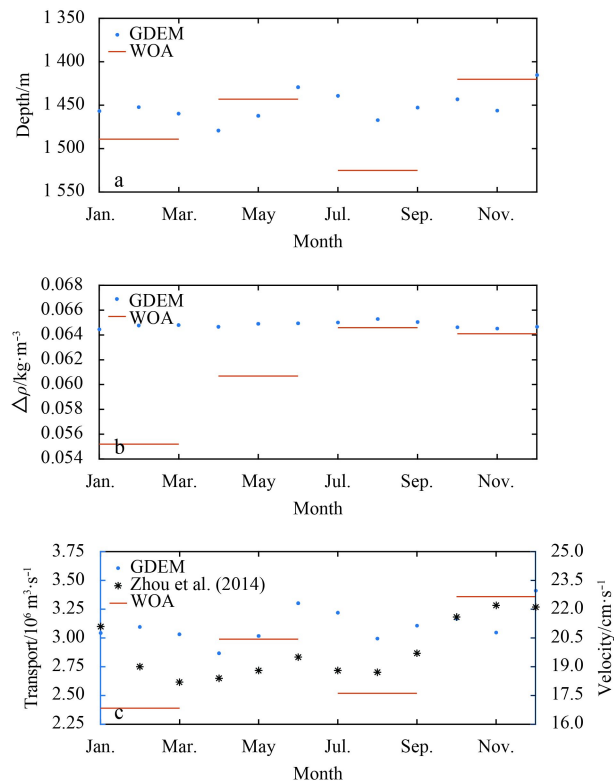 1 350
1 400
1 450
1 500
1 550
Depth/m
GDEM
WOA
a
Jan. Mar. May Jul. Sep. Nov.
Month
0.068
0.066
0.064
0.062
0.060
0.058
0.056
0.054
Δρ/kg·m⁻³
GDEM
WOA
b
Jan. Mar. May Jul. Sep. Nov.
Month
3.75
3.50
3.25
3.00
2.75
2.50
2.25
Transport/10⁶ m³·s⁻¹
GDEM
Zhou et al. (2014)
WOA
c
25.0
23.5
22.0
20.5
19.0
17.5
16.0
Velocity/cm·s⁻¹
Jan. Mar. May Jul. Sep. Nov.
Month